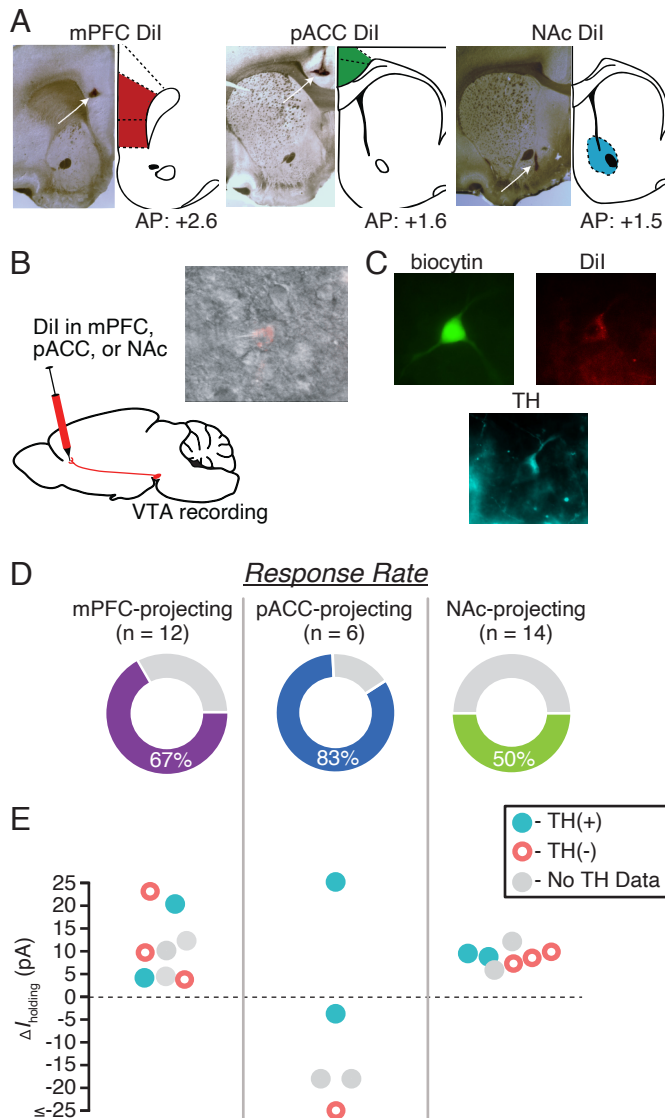 A
mPFC DiI
pACC DiI
NAc DiI
AP: +2.6
AP: +1.6
AP: +1.5
B
DiI in mPFC,
pACC, or NAc
VTA recording
C
biocytin
DiI
TH
D
Response Rate
mPFC-projecting
(n = 12)
pACC-projecting
(n = 6)
NAc-projecting
(n = 14)
67%
83%
50%
E
- TH(+)
- TH(-)
- No TH Data
ΔIholding (pA)
25
20
15
10
5
0
-5
-10
-15
-20
≤-25